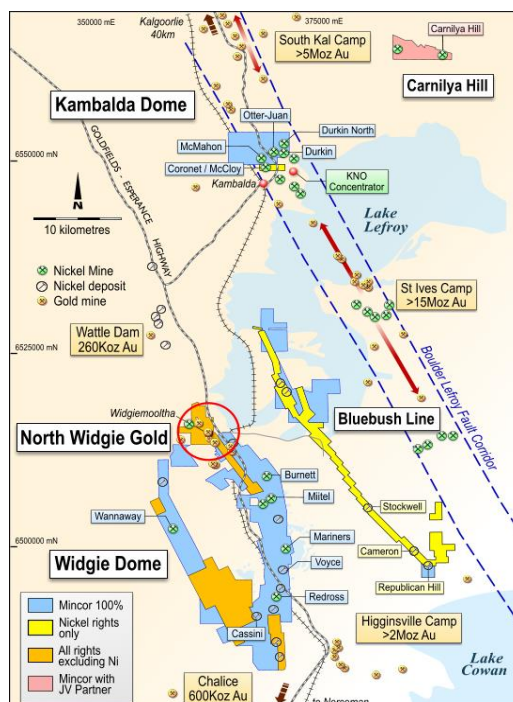 350000 mE
Kalgoorlie
40km
375000 mE
South Kal Camp
>5Moz Au
Carnilya Hill
Carnilya Hill
Kambalda Dome
Otter-Juan
Durkin North
McMahon
Durkin
6550000 mN
Coronet / McCloy
Kambalda
KNO
Concentrator
GOLDFIELDS
ESPERANCE
HIGHWAY
N
10 kilometres
Lake
Lefroy
Nickel Mine
Nickel deposit
Gold mine
St Ives Camp
>15Moz Au
Wattle Dam
260Koz Au
6525000 mN
Boulder Lefroy Fault Corridor
Widgiemooltha
Bluebush Line
North Widgie Gold
Burnett
Miitel
Stockwell
Wannaway
Mariners
6500000 mN
Cameron
Widgie Dome
Voyce
Republican Hill
Redross
Mincor 100%
Nickel rights
only
All rights
excluding Ni
Mincor with
JV Partner
Cassini
Higginsville Camp
>2Moz Au
Lake
Cowan
Chalice
600Koz Au
to Norseman